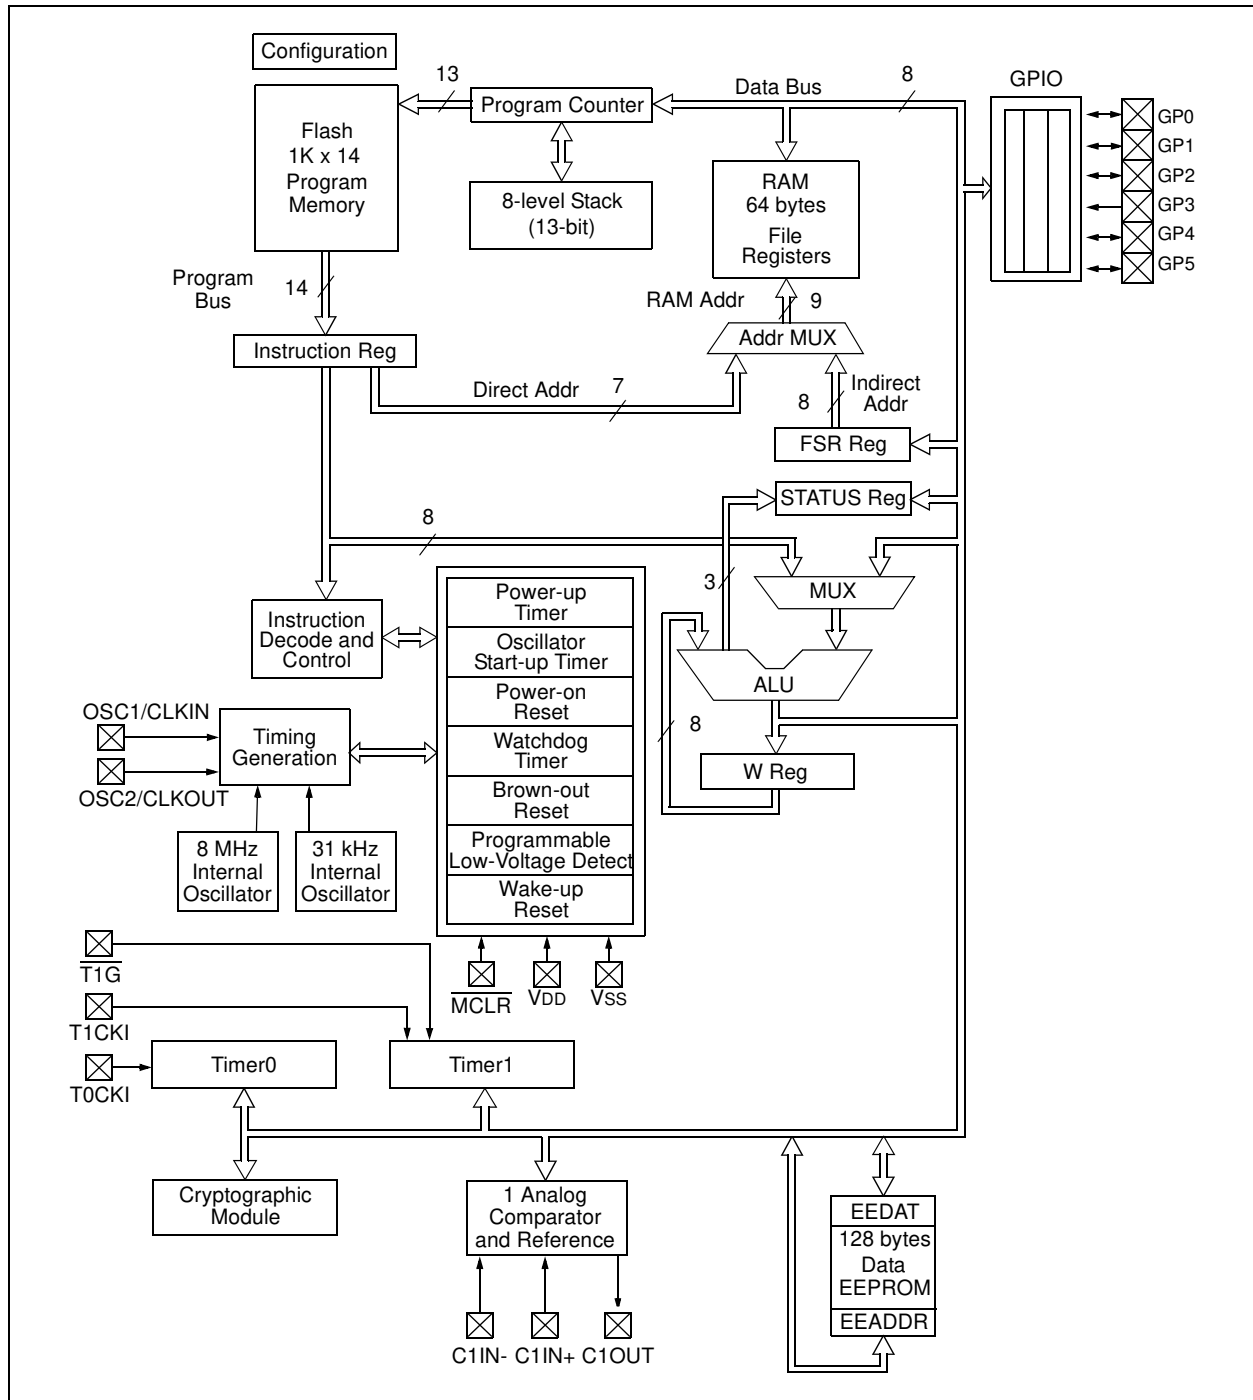 Configuration
13
Data Bus
8
GPIO
Flash
1K x 14
Program
Memory
Program Counter
8-level Stack
(13-bit)
RAM
64 bytes
File
Registers
GP0
GP1
GP2
GP3
GP4
GP5
Program
Bus
14
RAM Addr
9
Addr MUX
Instruction Reg
Direct Addr
7
8
Indirect
Addr
FSR Reg
STATUS Reg
8
3
MUX
Instruction
Decode and
Control
Power-up
Timer
Oscillator
Start-up Timer
Power-on
Reset
Watchdog
Timer
Brown-out
Reset
Programmable
Low-Voltage Detect
Wake-up
Reset
ALU
8
W Reg
OSC1/CLKIN
Timing
Generation
OSC2/CLKOUT
8 MHz
Internal
Oscillator
31 kHz
Internal
Oscillator
T1G
MCLR
VDD
VSS
T1CKI
T0CKI
Timer0
Timer1
Cryptographic
Module
1 Analog
Comparator
and Reference
EEDAT
128 bytes
Data
EEPROM
EEADDR
C1IN-
C1IN+
C1OUT